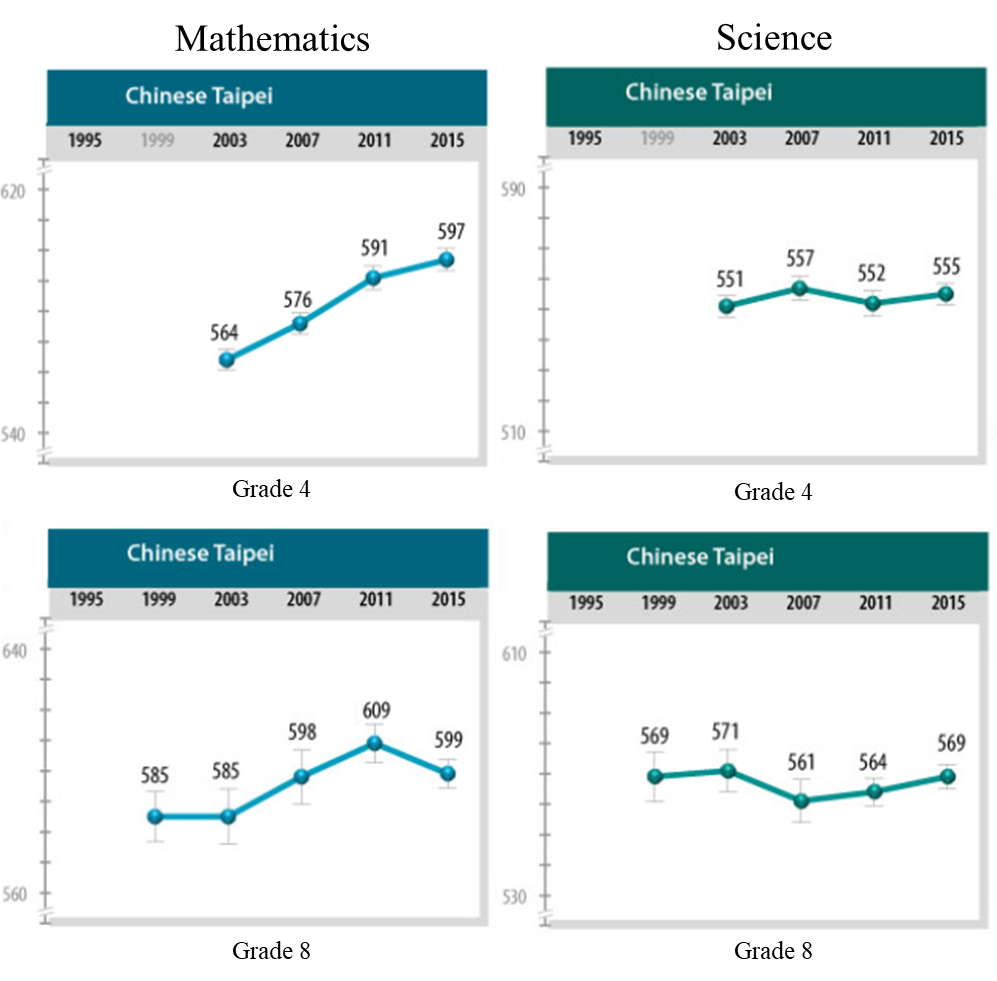 Mathematics
Science
Chinese Taipei
1995 1999 2003 2007 2011 2015
620
597
591
576
564
540
Grade 4
Chinese Taipei
1995 1999 2003 2007 2011 2015
590
551
557
552
555
510
Grade 4
Chinese Taipei
1995 1999 2003 2007 2011 2015
640
585
585
598
609
599
560
Grade 8
Chinese Taipei
1995 1999 2003 2007 2011 2015
610
569
571
561
564
569
530
Grade 8